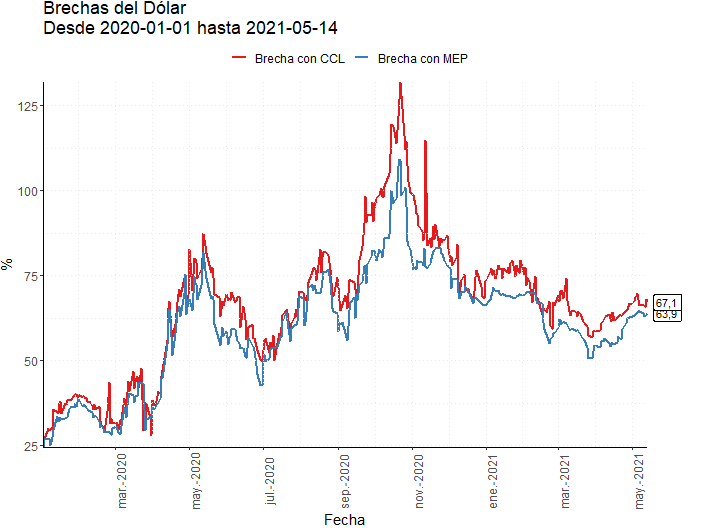 Brechas del Dólar
Desde 2020-01-01 hasta 2021-05-14
Brecha con CCL
Brecha con MEP
%
125
100
75
50
25
67,1
63,9
mar.-2020
may.-2020
jul.-2020
sep.-2020
nov.-2020
ene.-2021
mar.-2021
may.-2021
Fecha